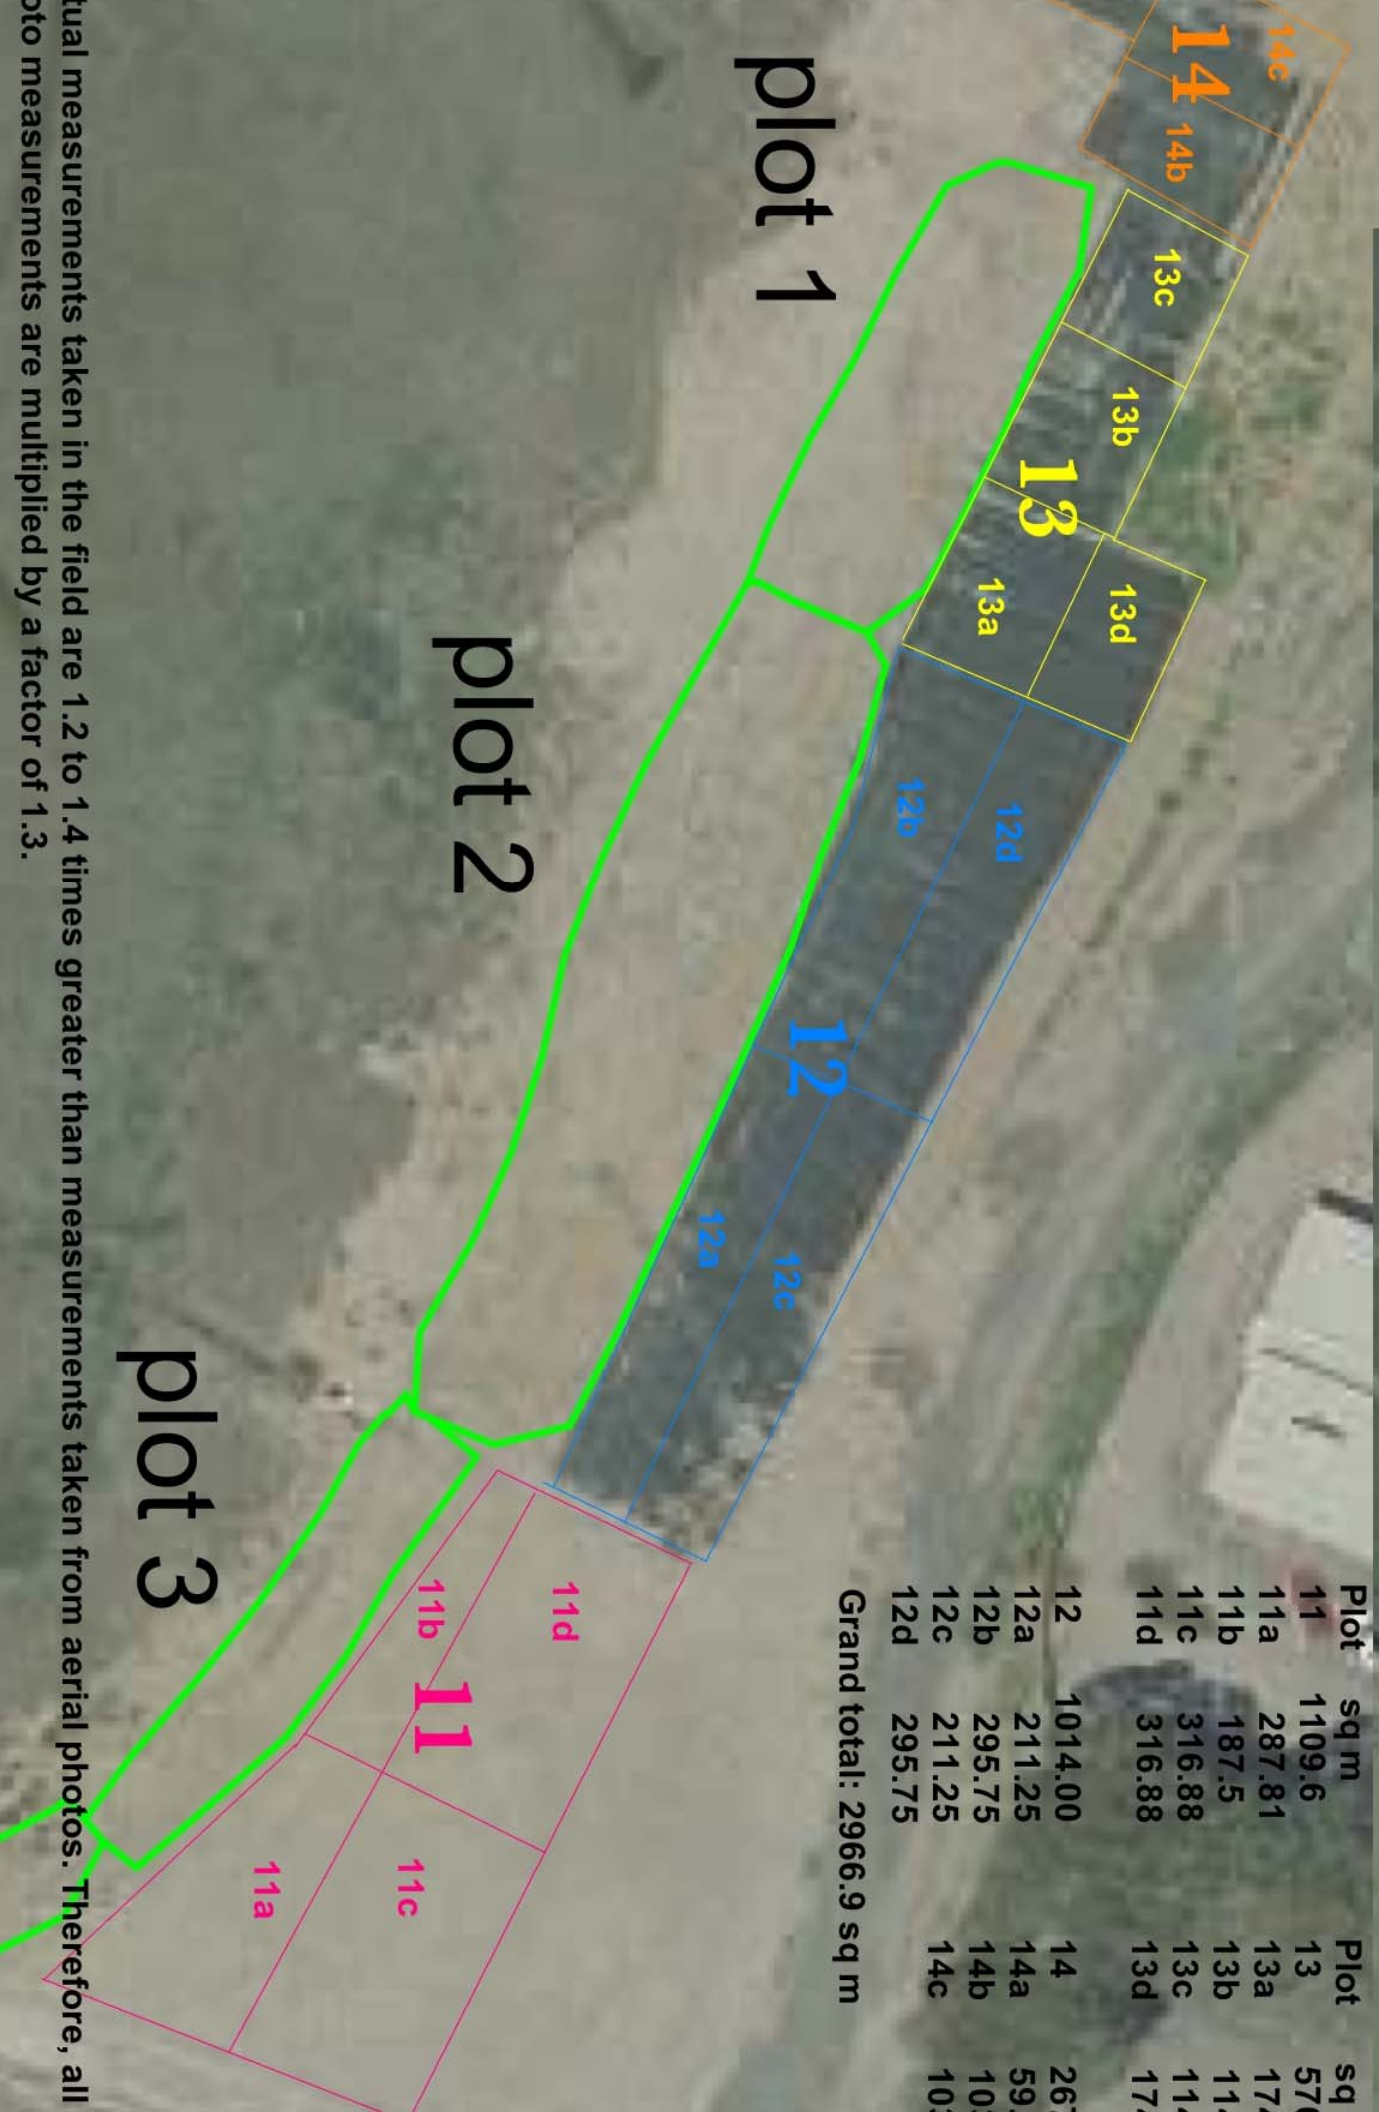 Plot sq m Plot sq
11 1109.6 13
11a 287.81 13a
11b 187.5 13b
11c 316.88 13c
11d 316.88 13d
12 1014.00 14
12a 211.25 14a
12b 295.75 14b
12c 211.25 14c
12d 295.75
Grand total: 2966.9 sq m
14c
14
14b
13c
13b
13
13a
13d
12b
12d
12
12a
12c
11d
11b
11
11c
11a
plot 1
plot 2
plot 3
measurements taken in the field are 1.2 to 1.4 times greater than measurements taken from aerial photos. Therefore, all
measurements are multiplied by a factor of 1.3.